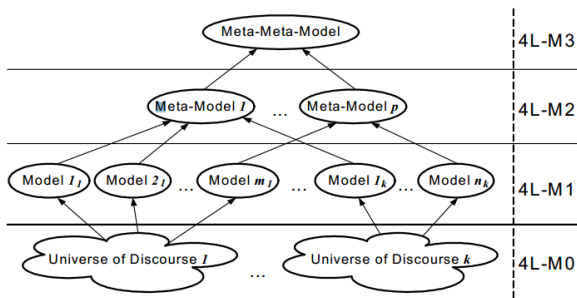 Meta-Meta-Model 4L-M3
Meta-Model 1 ... Meta-Model p 4L-M2
Model 1₁ Model 2₁ ... Model m₁ ... Model 1ₖ ... Model nₖ 4L-M1
Universe of Discourse 1 ... Universe of Discourse k 4L-M0